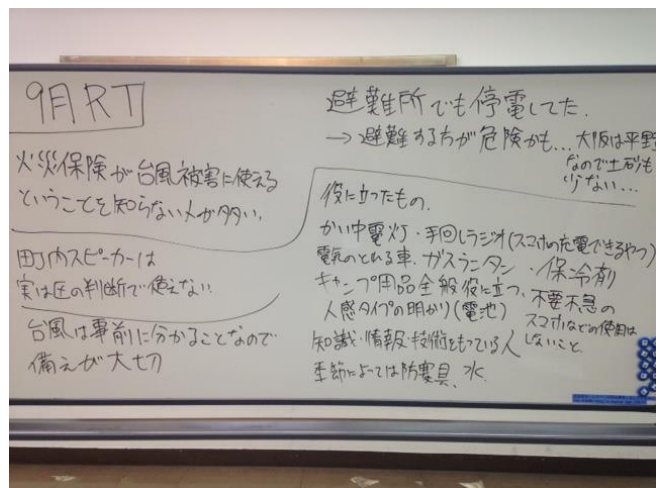 9月RT
火災保険が台風被害に使える
ということを知らない人が多い。
町内スピーカーは
実は区の判断で使えない
台風は事前に分かることなので
備えが大切
避難所でも停電してた。
→避難する方が危険かも…大阪は平野
なので土砂も
少ない…
役に立ったもの。
かい中電灯・手回しラジオ(スマホの充電できるやつ)
電気のとれる車、ガスランタン・保冷剤
キャンプ用品全般役に立つ、
人感タイプの明かり(電池)
知識・情報・技術をもっている人
季節によっては防寒具、水
不要不急の
スマホなどの使用は
しないこと。